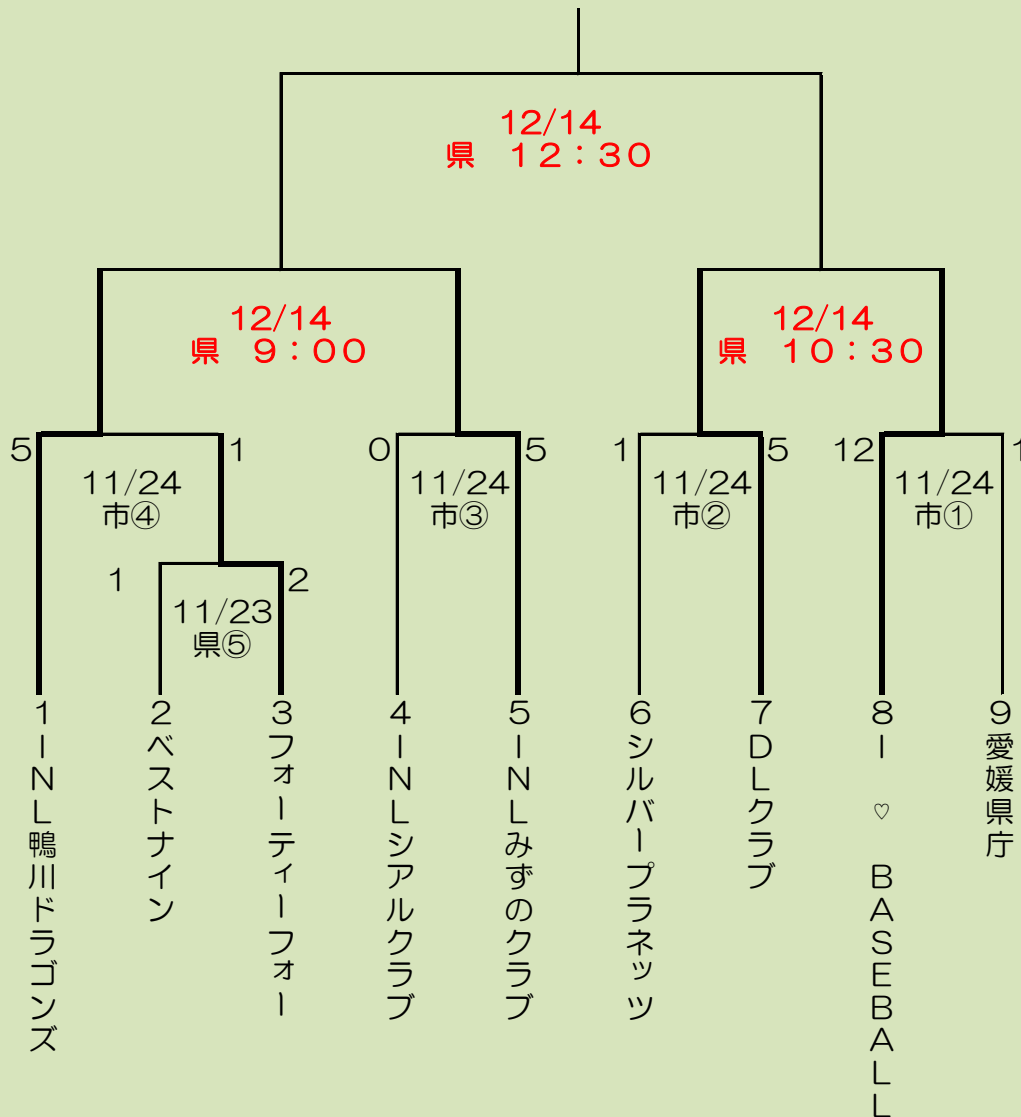 12/14
県　12：30
12/14
県　9：00
12/14
県　10：30
5
1
0
5
1
5
12
1
11/24
市④
11/24
市③
11/24
市②
11/24
市①
1
2
11/23
県⑤
1ＩＮＬ鴨川ドラゴンズ
2ベストナイン
3フォーティーフォー
4ＩＮＬシアルクラブ
5ＩＮＬみずのクラブ
6シルバープラネッツ
7ＤＬクラブ
8Ｉ　♡　ＢＡＳＥＢＡＬＬ
9愛媛県庁